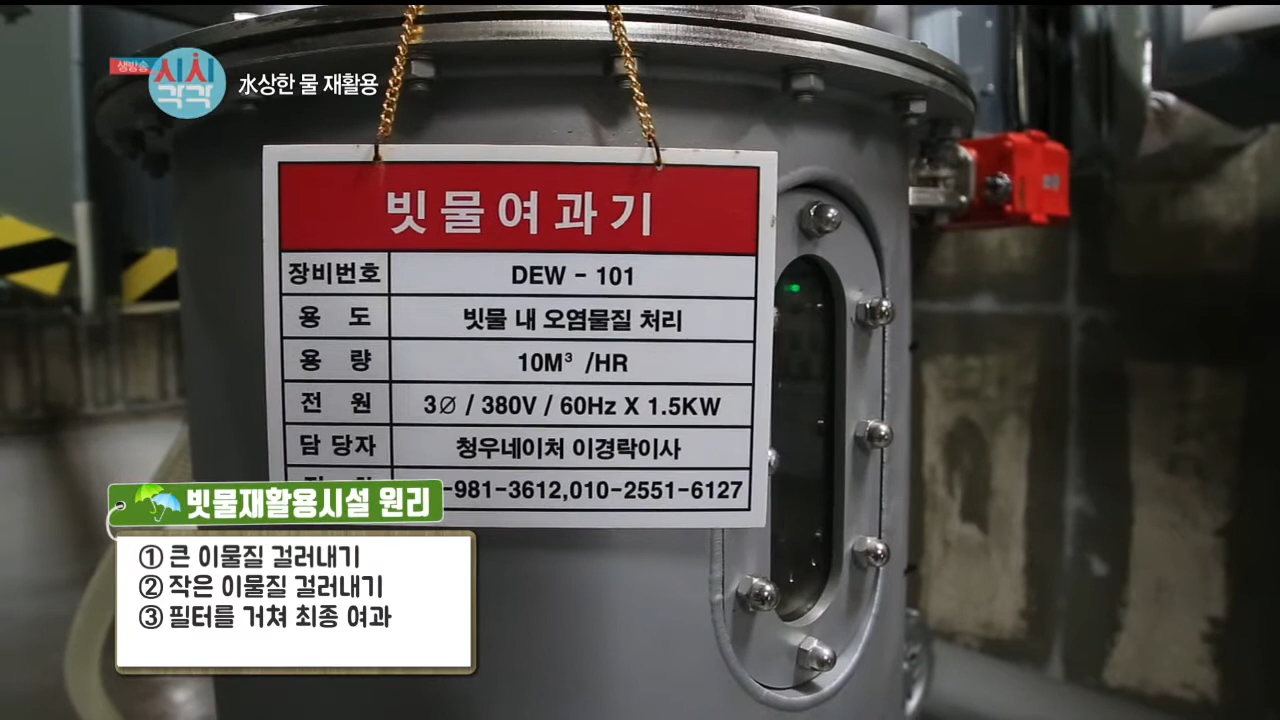 생방송
시시각각
水상한 물 재활용
빗물여과기
장비번호 DEW - 101
용 도 빗물 내 오염물질 처리
용 량 10M³ /HR
전 원 3∅ / 380V / 60Hz X 1.5KW
담 당자 청우네이처 이경락이사
-981-3612,010-2551-6127
빗물재활용시설 원리
① 큰 이물질 걸러내기
② 작은 이물질 걸러내기
③ 필터를 거쳐 최종 여과